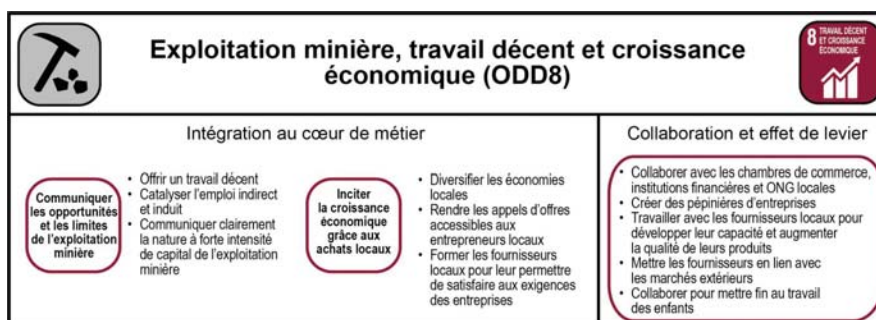 Exploitation minière, travail décent et croissance
économique (ODD8)
8 TRAVAIL DÉCENT
ET CROISSANCE
ÉCONOMIQUE
Intégration au cœur de métier
Communiquer
les opportunités
et les limites
de l'exploitation
minière
• Offrir un travail décent
• Catalyser l'emploi indirect
et induit
• Communiquer clairement
la nature à forte intensité
de capital de l'exploitation
minière
Inciter
la croissance
économique
grâce aux
achats locaux
• Diversifier les économies
locales
• Rendre les appels d'offres
accessibles aux
entrepreneurs locaux
• Former les fournisseurs
locaux pour leur permettre
de satisfaire aux exigences
des entreprises
Collaboration et effet de levier
• Collaborer avec les chambres de commerce,
institutions financières et ONG locales
• Créer des pépinières d'entreprises
• Travailler avec les fournisseurs locaux pour
développer leur capacité et augmenter
la qualité de leurs produits
• Mettre les fournisseurs en lien avec
les marchés extérieurs
• Collaborer pour mettre fin au travail
des enfants